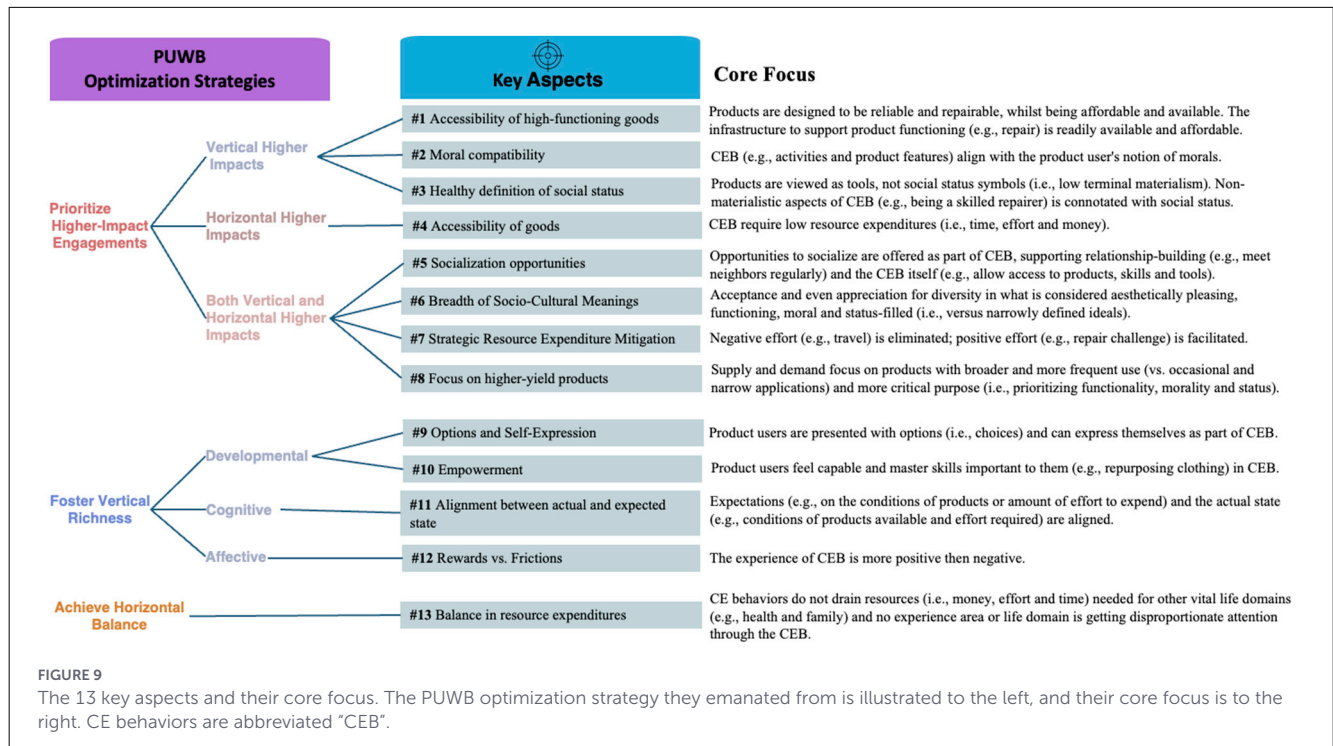 PUWB
Optimization Strategies
Key Aspects
Core Focus
Prioritize
Higher-Impact
Engagements
Vertical Higher
Impacts
#1 Accessibility of high-functioning goods
Products are designed to be reliable and repairable, whilst being affordable and available. The
infrastructure to support product functioning (e.g., repair) is readily available and affordable.
#2 Moral compatibility
CEB (e.g., activities and product features) align with the product user's notion of morals.
#3 Healthy definition of social status
Products are viewed as tools, not social status symbols (i.e., low terminal materialism). Non-
materialistic aspects of CEB (e.g., being a skilled repairer) is connotated with social status.
Horizontal Higher
Impacts
#4 Accessibility of goods
CEB require low resource expenditures (i.e., time, effort and money).
Both Vertical and
Horizontal Higher
Impacts
#5 Socialization opportunities
Opportunities to socialize are offered as part of CEB, supporting relationship-building (e.g., meet
neighbors regularly) and the CEB itself (e.g., allow access to products, skills and tools).
#6 Breadth of Socio-Cultural Meanings
Acceptance and even appreciation for diversity in what is considered aesthetically pleasing,
functioning, moral and status-filled (i.e., versus narrowly defined ideals).
#7 Strategic Resource Expenditure Mitigation
Negative effort (e.g., travel) is eliminated; positive effort (e.g., repair challenge) is facilitated.
#8 Focus on higher-yield products
Supply and demand focus on products with broader and more frequent use (vs. occasional and
narrow applications) and more critical purpose (i.e., prioritizing functionality, morality and status).
Foster Vertical
Richness
Developmental
#9 Options and Self-Expression
Product users are presented with options (i.e., choices) and can express themselves as part of CEB.
#10 Empowerment
Product users feel capable and master skills important to them (e.g., repurposing clothing) in CEB.
Cognitive
#11 Alignment between actual and expected
state
Expectations (e.g., on the conditions of products or amount of effort to expend) and the actual state
(e.g., conditions of products available and effort required) are aligned.
Affective
#12 Rewards vs. Frictions
The experience of CEB is more positive then negative.
Achieve Horizontal
Balance
#13 Balance in resource expenditures
CE behaviors do not drain resources (i.e., money, effort and time) needed for other vital life domains
(e.g., health and family) and no experience area or life domain is getting disproportionate attention
through the CEB.
FIGURE 9
The 13 key aspects and their core focus. The PUWB optimization strategy they emanated from is illustrated to the left, and their core focus is to the
right. CE behaviors are abbreviated “CEB”.